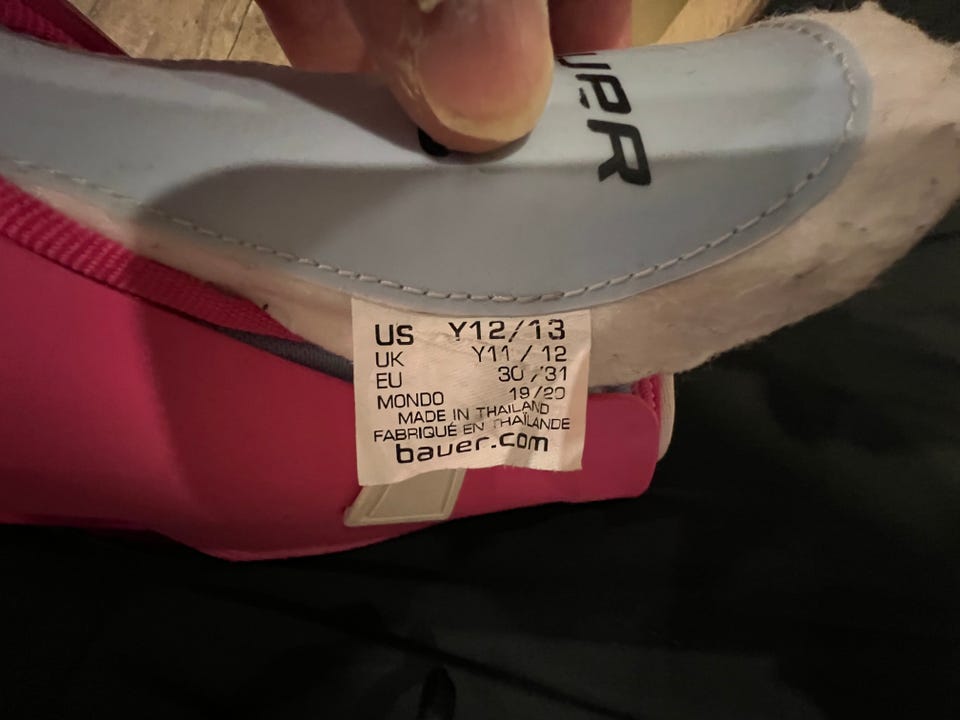 US Y12/13
UK Y11 / 12
EU 30 / 31
MONDO 19/20
MADE IN THAILAND
FABRIQUÉ EN THAÏLANDE
bauer.com